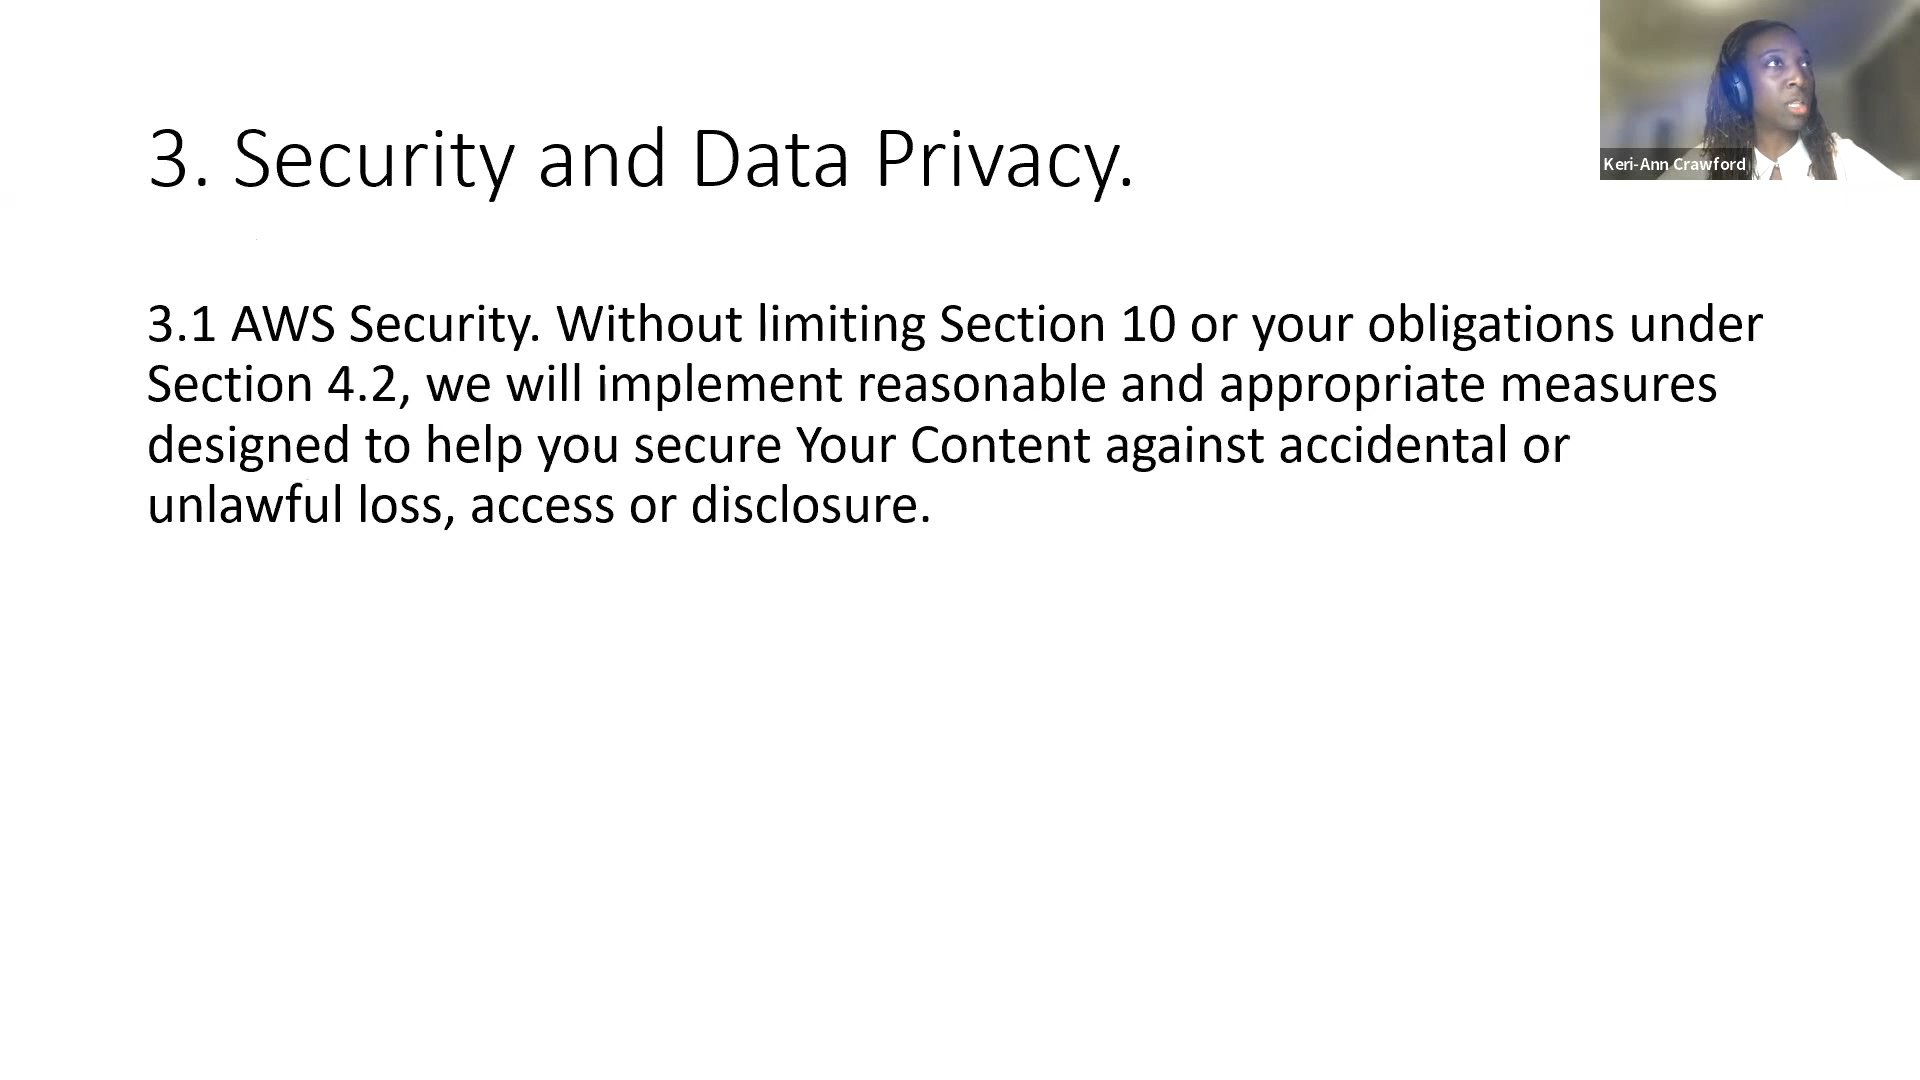 3. Security and Data Privacy.
Keri-Ann Crawford
3.1 AWS Security. Without limiting Section 10 or your obligations under
Section 4.2, we will implement reasonable and appropriate measures
designed to help you secure Your Content against accidental or
unlawful loss, access or disclosure.